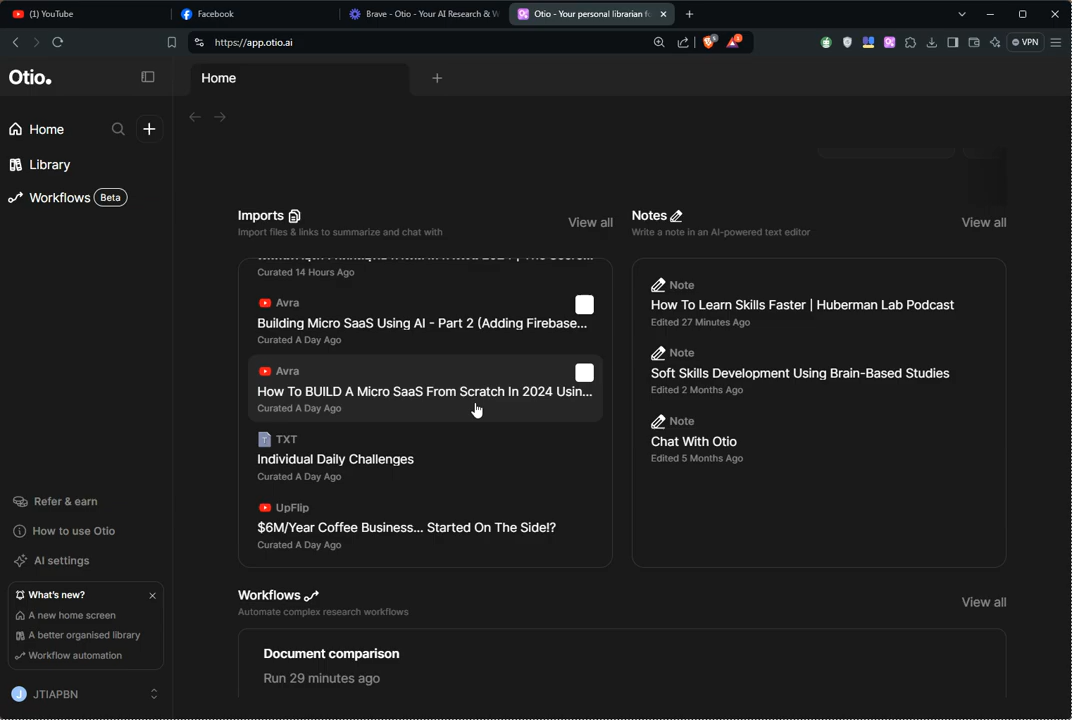 (1) YouTube
Facebook
Brave - Otio - Your AI Research & W
Otio - Your personal librarian f
https://app.otio.ai
VPN
Otio.
Home
Home
Library
Workflows Beta
Imports
View all
Import files & links to summarize and chat with
Curated 14 Hours Ago
Avra
Building Micro SaaS Using AI - Part 2 (Adding Firebase...
Curated A Day Ago
Avra
How To BUILD A Micro SaaS From Scratch In 2024 Usin...
Curated A Day Ago
TXT
Individual Daily Challenges
Curated A Day Ago
UpFlip
$6M/Year Coffee Business... Started On The Side!?
Curated A Day Ago
Notes
View all
Write a note in an AI-powered text editor
Note
How To Learn Skills Faster | Huberman Lab Podcast
Edited 27 Minutes Ago
Note
Soft Skills Development Using Brain-Based Studies
Edited 2 Months Ago
Note
Chat With Otio
Edited 5 Months Ago
Workflows
View all
Automate complex research workflows
Document comparison
Run 29 minutes ago
Refer & earn
How to use Otio
AI settings
What's new?
A new home screen
A better organised library
Workflow automation
J JTIAPBN